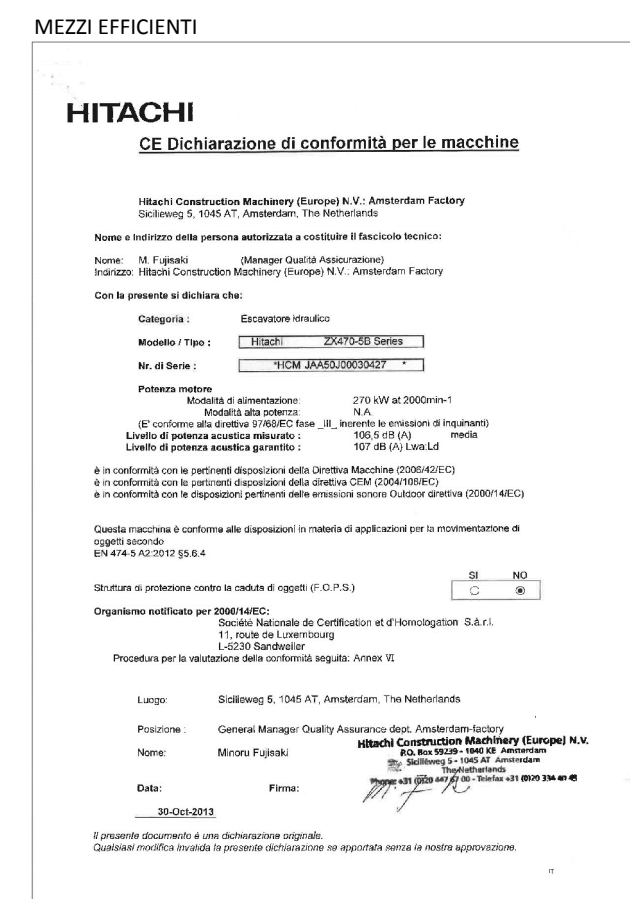 MEZZI EFFICIENTI
HITACHI
CE Dichiarazione di conformità per le macchine
Hitachi Construction Machinery (Europe) N.V.: Amsterdam Factory
Sicilieweg 5, 1045 AT, Amsterdam, The Netherlands
Nome e Indirizzo della persona autorizzata a costituire il fascicolo tecnico:
Nome: M. Fujisaki (Manager Qualità Assicurazione)
Indirizzo: Hitachi Construction Machinery (Europe) N.V.: Amsterdam Factory
Con la presente si dichiara che:
Categoria : Escavatore idraulico
Modello / Tipo : Hitachi ZX470-5B Series
Nr. di Serie : *HCM JAA50J00030427 *
Potenza motore
Modalità di alimentazione: 270 kW at 2000min-1
Modalità alta potenza: N.A.
(E' conforme alla direttiva 97/68/EC fase _III_ inerente le emissioni di inquinanti)
Livello di potenza acustica misurato : 106,5 dB (A) media
Livello di potenza acustica garantito : 107 dB (A) Lwa:Ld
è in conformità con le pertinenti disposizioni della Direttiva Macchine (2006/42/EC)
è in conformità con le pertinenti disposizioni della direttiva CEM (2004/108/EC)
è in conformità con le disposizioni pertinenti delle emissioni sonore Outdoor direttiva (2000/14/EC)
Questa macchina è conforme alle disposizioni in materia di applicazioni per la movimentazione di
oggetti secondo
EN 474-5 A2:2012 §5.6.4
SI NO
Struttura di protezione contro la caduta di oggetti (F.O.P.S.)
Organismo notificato per 2000/14/EC:
Société Nationale de Certification et d'Homologation S.à.r.l.
11, route de Luxembourg
L-5230 Sandweiler
Procedura per la valutazione della conformità seguita: Annex VI
Luogo: Sicilieweg 5, 1045 AT, Amsterdam, The Netherlands
Posizione : General Manager Quality Assurance dept. Amsterdam-factory
Hitachi Construction Machinery (Europe) N.V.
Nome: Minoru Fujisaki P.O. Box 59239 - 1040 KE Amsterdam
Siciliëweg 5 - 1045 AT Amsterdam
The Netherlands
Phone: +31 (0)20 447 67 00 - Telefax +31 (0)20 334
Data: Firma:
30-Oct-2013
Il presente documento è una dichiarazione originale.
Qualsiasi modifica invalida la presente dichiarazione se apportata senza la nostra approvazione.
IT